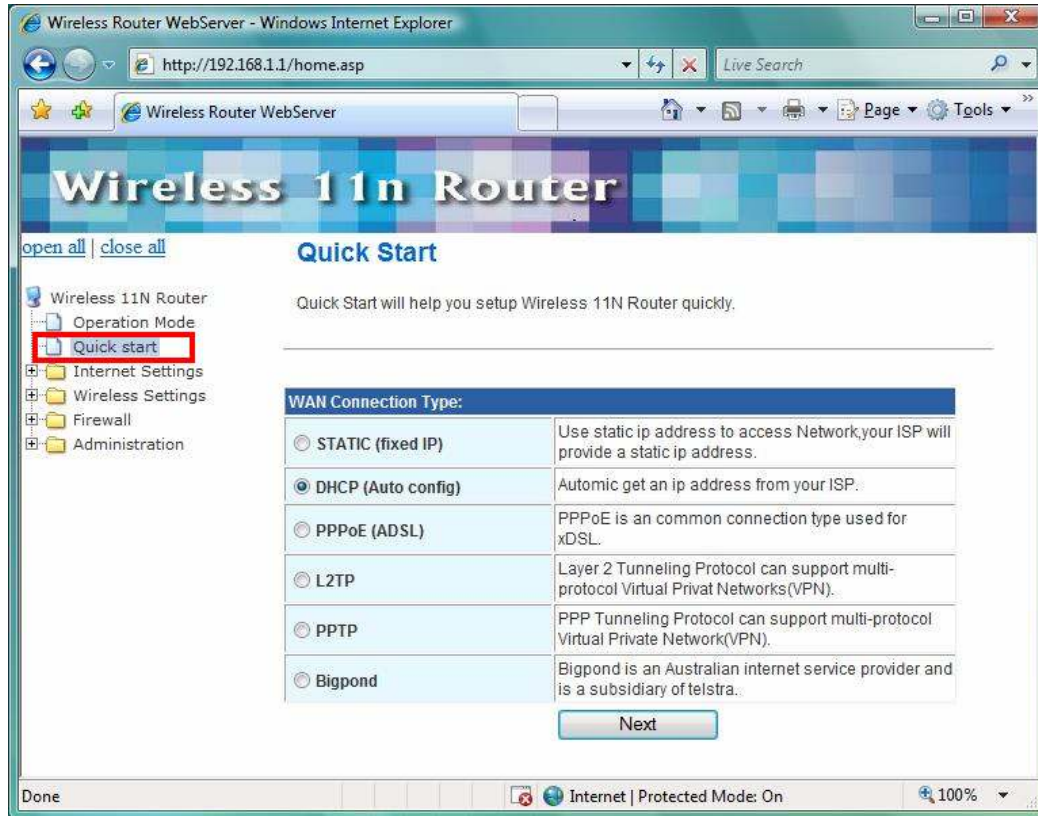 Wireless Router WebServer - Windows Internet Explorer
http://192.168.1.1/home.asp
Live Search
Wireless Router WebServer
Page
Tools
Wireless 11n Router
open all | close all
Quick Start
Wireless 11N Router
Operation Mode
Quick start
Internet Settings
Wireless Settings
Firewall
Administration
Quick Start will help you setup Wireless 11N Router quickly.
WAN Connection Type:
STATIC (fixed IP)
Use static ip address to access Network,your ISP will
provide a static ip address.
DHCP (Auto config)
Automic get an ip address from your ISP.
PPPoE (ADSL)
PPPoE is an common connection type used for
xDSL.
L2TP
Layer 2 Tunneling Protocol can support multi-
protocol Virtual Privat Networks(VPN).
PPTP
PPP Tunneling Protocol can support multi-protocol
Virtual Private Network(VPN).
Bigpond
Bigpond is an Australian internet service provider and
is a subsidiary of telstra.
Next
Done
Internet | Protected Mode: On
100%